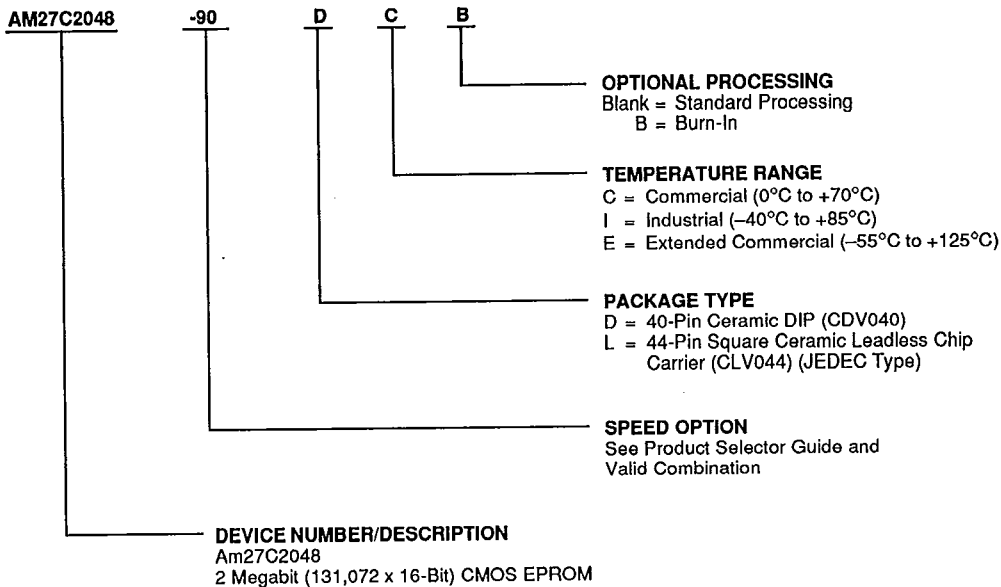 AM27C2048 -90 D C B
OPTIONAL PROCESSING
Blank = Standard Processing
B = Burn-In
TEMPERATURE RANGE
C = Commercial (0°C to +70°C)
I = Industrial (–40°C to +85°C)
E = Extended Commercial (–55°C to +125°C)
PACKAGE TYPE
D = 40-Pin Ceramic DIP (CDV040)
L = 44-Pin Square Ceramic Leadless Chip
Carrier (CLV044) (JEDEC Type)
SPEED OPTION
See Product Selector Guide and
Valid Combination
DEVICE NUMBER/DESCRIPTION
Am27C2048
2 Megabit (131,072 x 16-Bit) CMOS EPROM